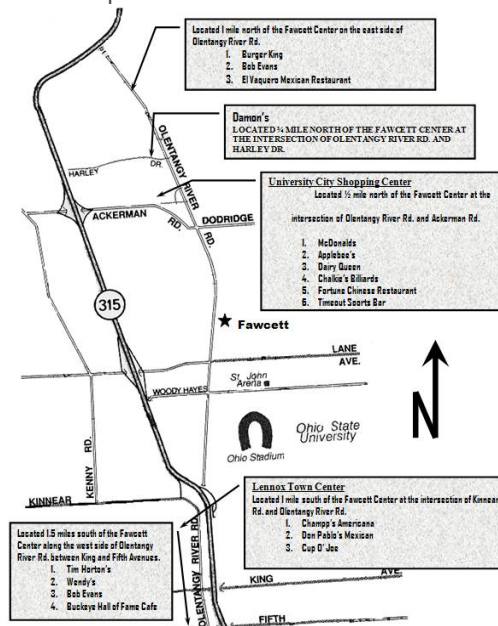 Located 1 mile north of the Fawcett Center on the east side of
Olentangy River Rd.
1. Burger King
2. Bob Evans
3. El Vaquero Mexican Restaurant
Damon's
LOCATED ¾ MILE NORTH OF THE FAWCETT CENTER AT
THE INTERSECTION OF OLENTANGY RIVER RD. AND
HARLEY DR.
OLENTANGY RIVER RD.
HARLEY DR.
University City Shopping Center
Located ½ mile north of the Fawcett Center at the
intersection of Olentangy River Rd. and Ackerman Rd.
1. McDonalds
2. Applebee's
3. Dairy Queen
4. Chalkie's Billiards
5. Fortune Chinese Restaurant
6. Timeout Sports Bar
ACKERMAN RD.
DODRIDGE
315
Fawcett
LANE
AVE.
St. John
Arena
WOODY HAYES
N
Ohio State
University
Ohio Stadium
KENNY RD.
KINNEAR
Lennox Town Center
Located 1 mile south of the Fawcett Center at the intersection of Kinnear
Rd. and Olentangy River Rd.
1. Champp's Americana
2. Don Pablo's Mexican
3. Cup O' Joe
Located 1.5 miles south of the Fawcett
Center along the west side of Olentangy
River Rd. between King and Fifth Avenues.
1. Tim Horton's
2. Wendy's
3. Bob Evans
4. Buckeye Hall of Fame Cafe
OLENTANGY RIVER RD.
KING
AVE.
FIFTH